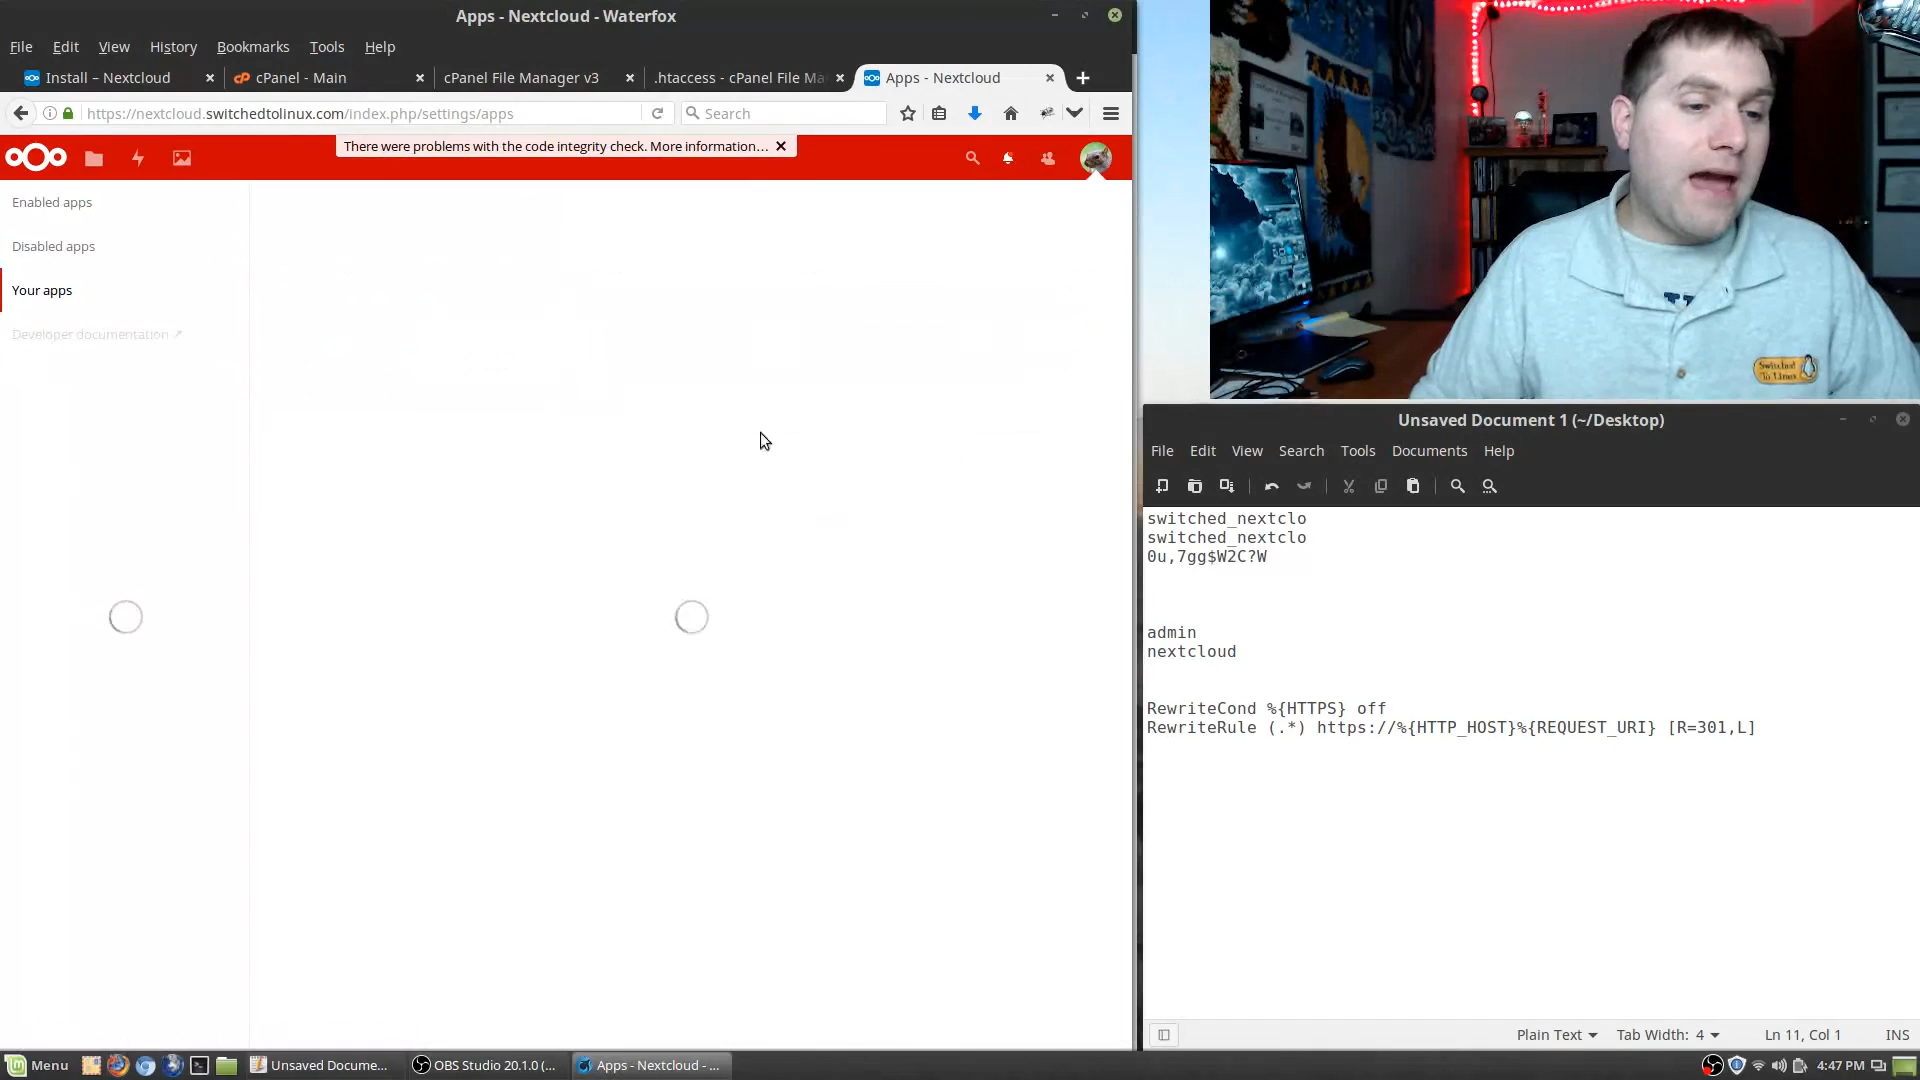 Apps - Nextcloud - Waterfox
File Edit View History Bookmarks Tools Help
Install – Nextcloud
cPanel - Main
cPanel File Manager v3
.htaccess - cPanel File Ma
Apps - Nextcloud
https://nextcloud.switchedtolinux.com/index.php/settings/apps
Search
There were problems with the code integrity check. More information…
Enabled apps
Disabled apps
Your apps
Developer documentation ↗
Switched
To Linux
Unsaved Document 1 (~/Desktop)
File Edit View Search Tools Documents Help
switched_nextclo
switched_nextclo
0u,7gg$W2C?W
admin
nextcloud
RewriteCond %{HTTPS} off
RewriteRule (.*) https://%{HTTP_HOST}%{REQUEST_URI} [R=301,L]
Plain Text Tab Width: 4 Ln 11, Col 1 INS
Menu
Unsaved Docume...
OBS Studio 20.1.0 (...
Apps - Nextcloud - ...
4:47 PM